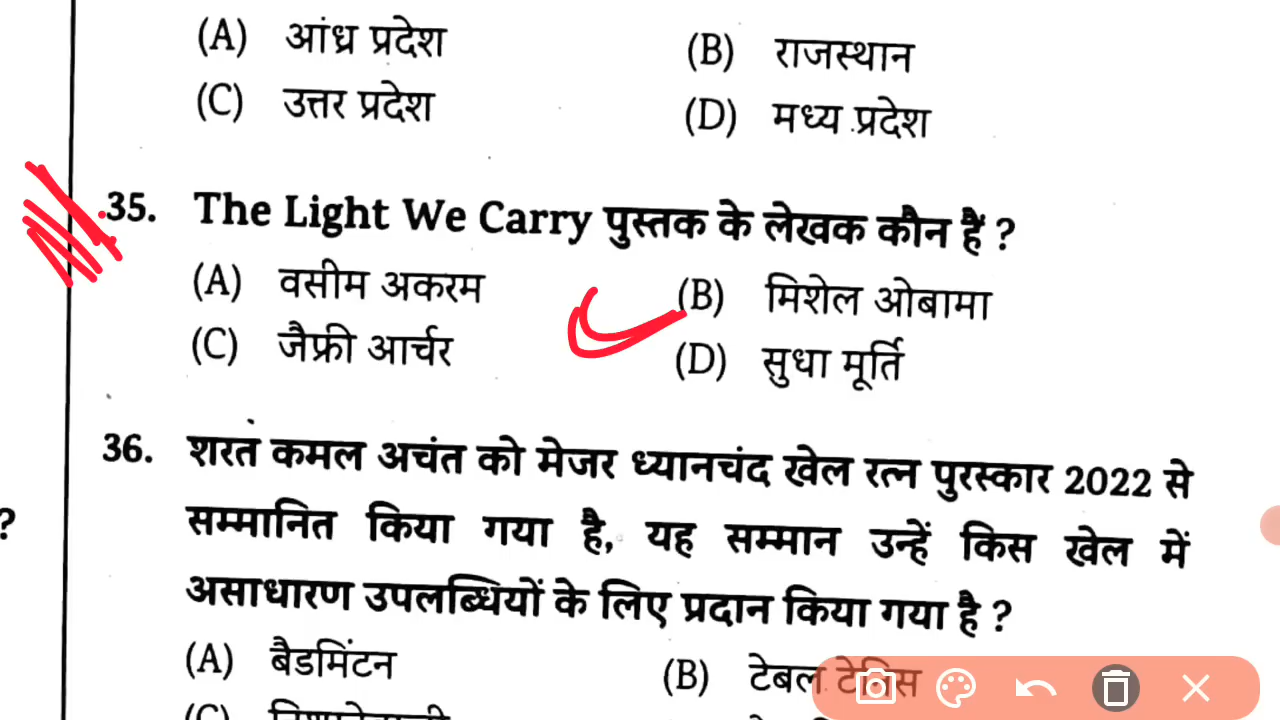 (A) आंध्र प्रदेश (B) राजस्थान
(C) उत्तर प्रदेश (D) मध्य प्रदेश
35. The Light We Carry पुस्तक के लेखक कौन हैं ?
(A) वसीम अकरम (B) मिशेल ओबामा
(C) जैफ्री आर्चर (D) सुधा मूर्ति
36. शरत कमल अचंत को मेजर ध्यानचंद खेल रत्न पुरस्कार 2022 से
?
सम्मानित किया गया है, यह सम्मान उन्हें किस खेल में
असाधारण उपलब्धियों के लिए प्रदान किया गया है ?
(A) बैडमिंटन (B) टेबल टेनिस
(C)